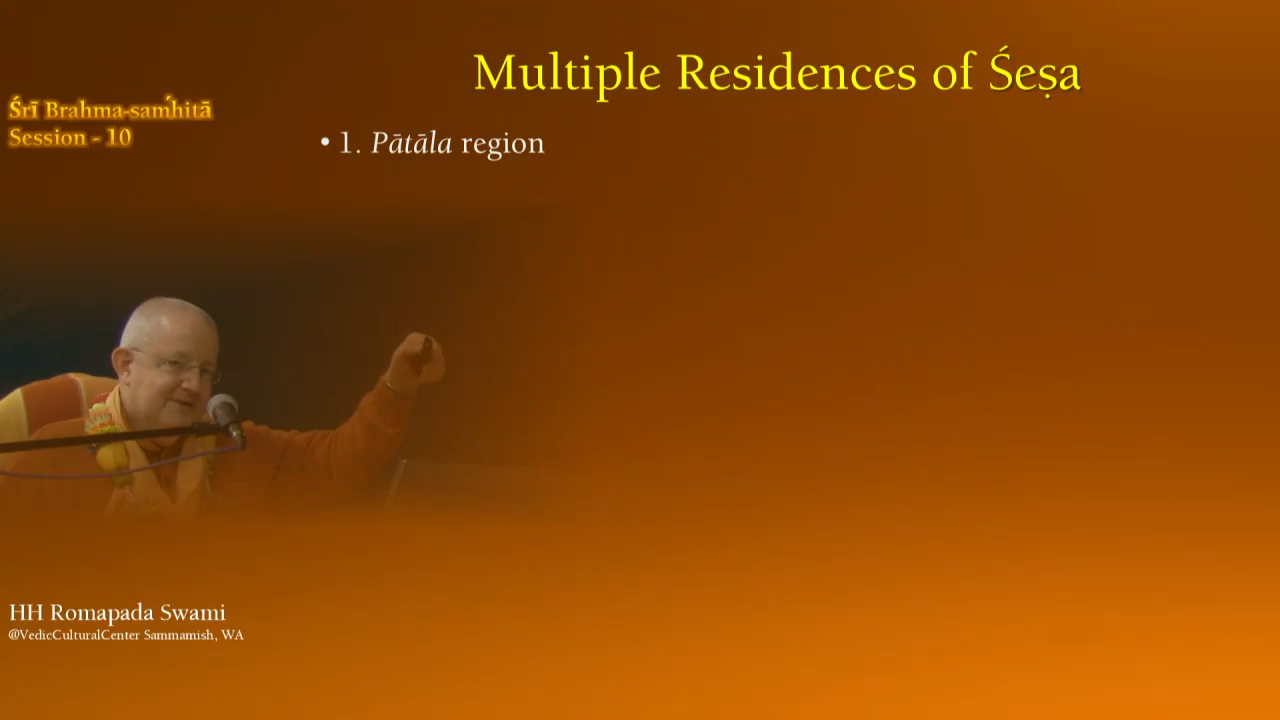 Multiple Residences of Śeṣa
Śrī Brahma-saṁhitā
Session - 10
• 1. Pātāla region
HH Romapada Swami
@VedicCulturalCenter Sammamish, WA